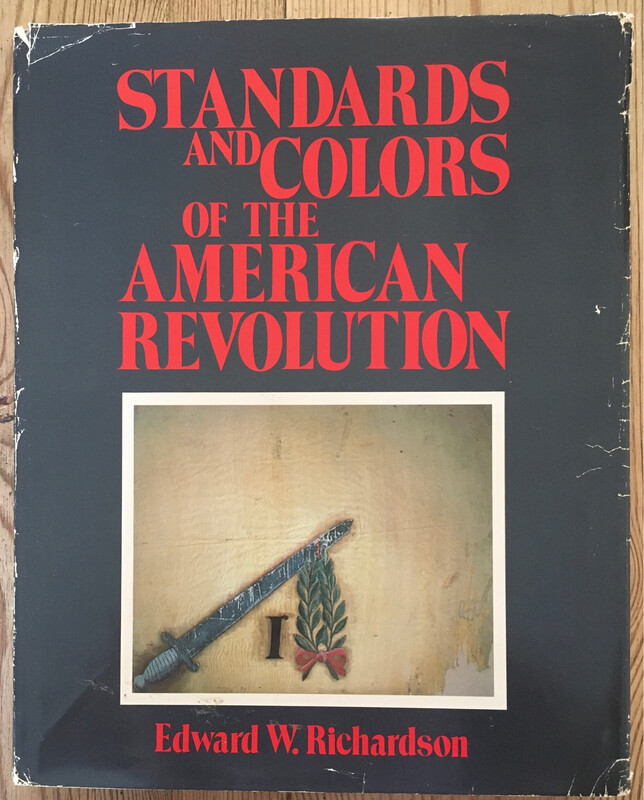 STANDARDS
AND COLORS
OF THE
AMERICAN
REVOLUTION
I
Edward W. Richardson